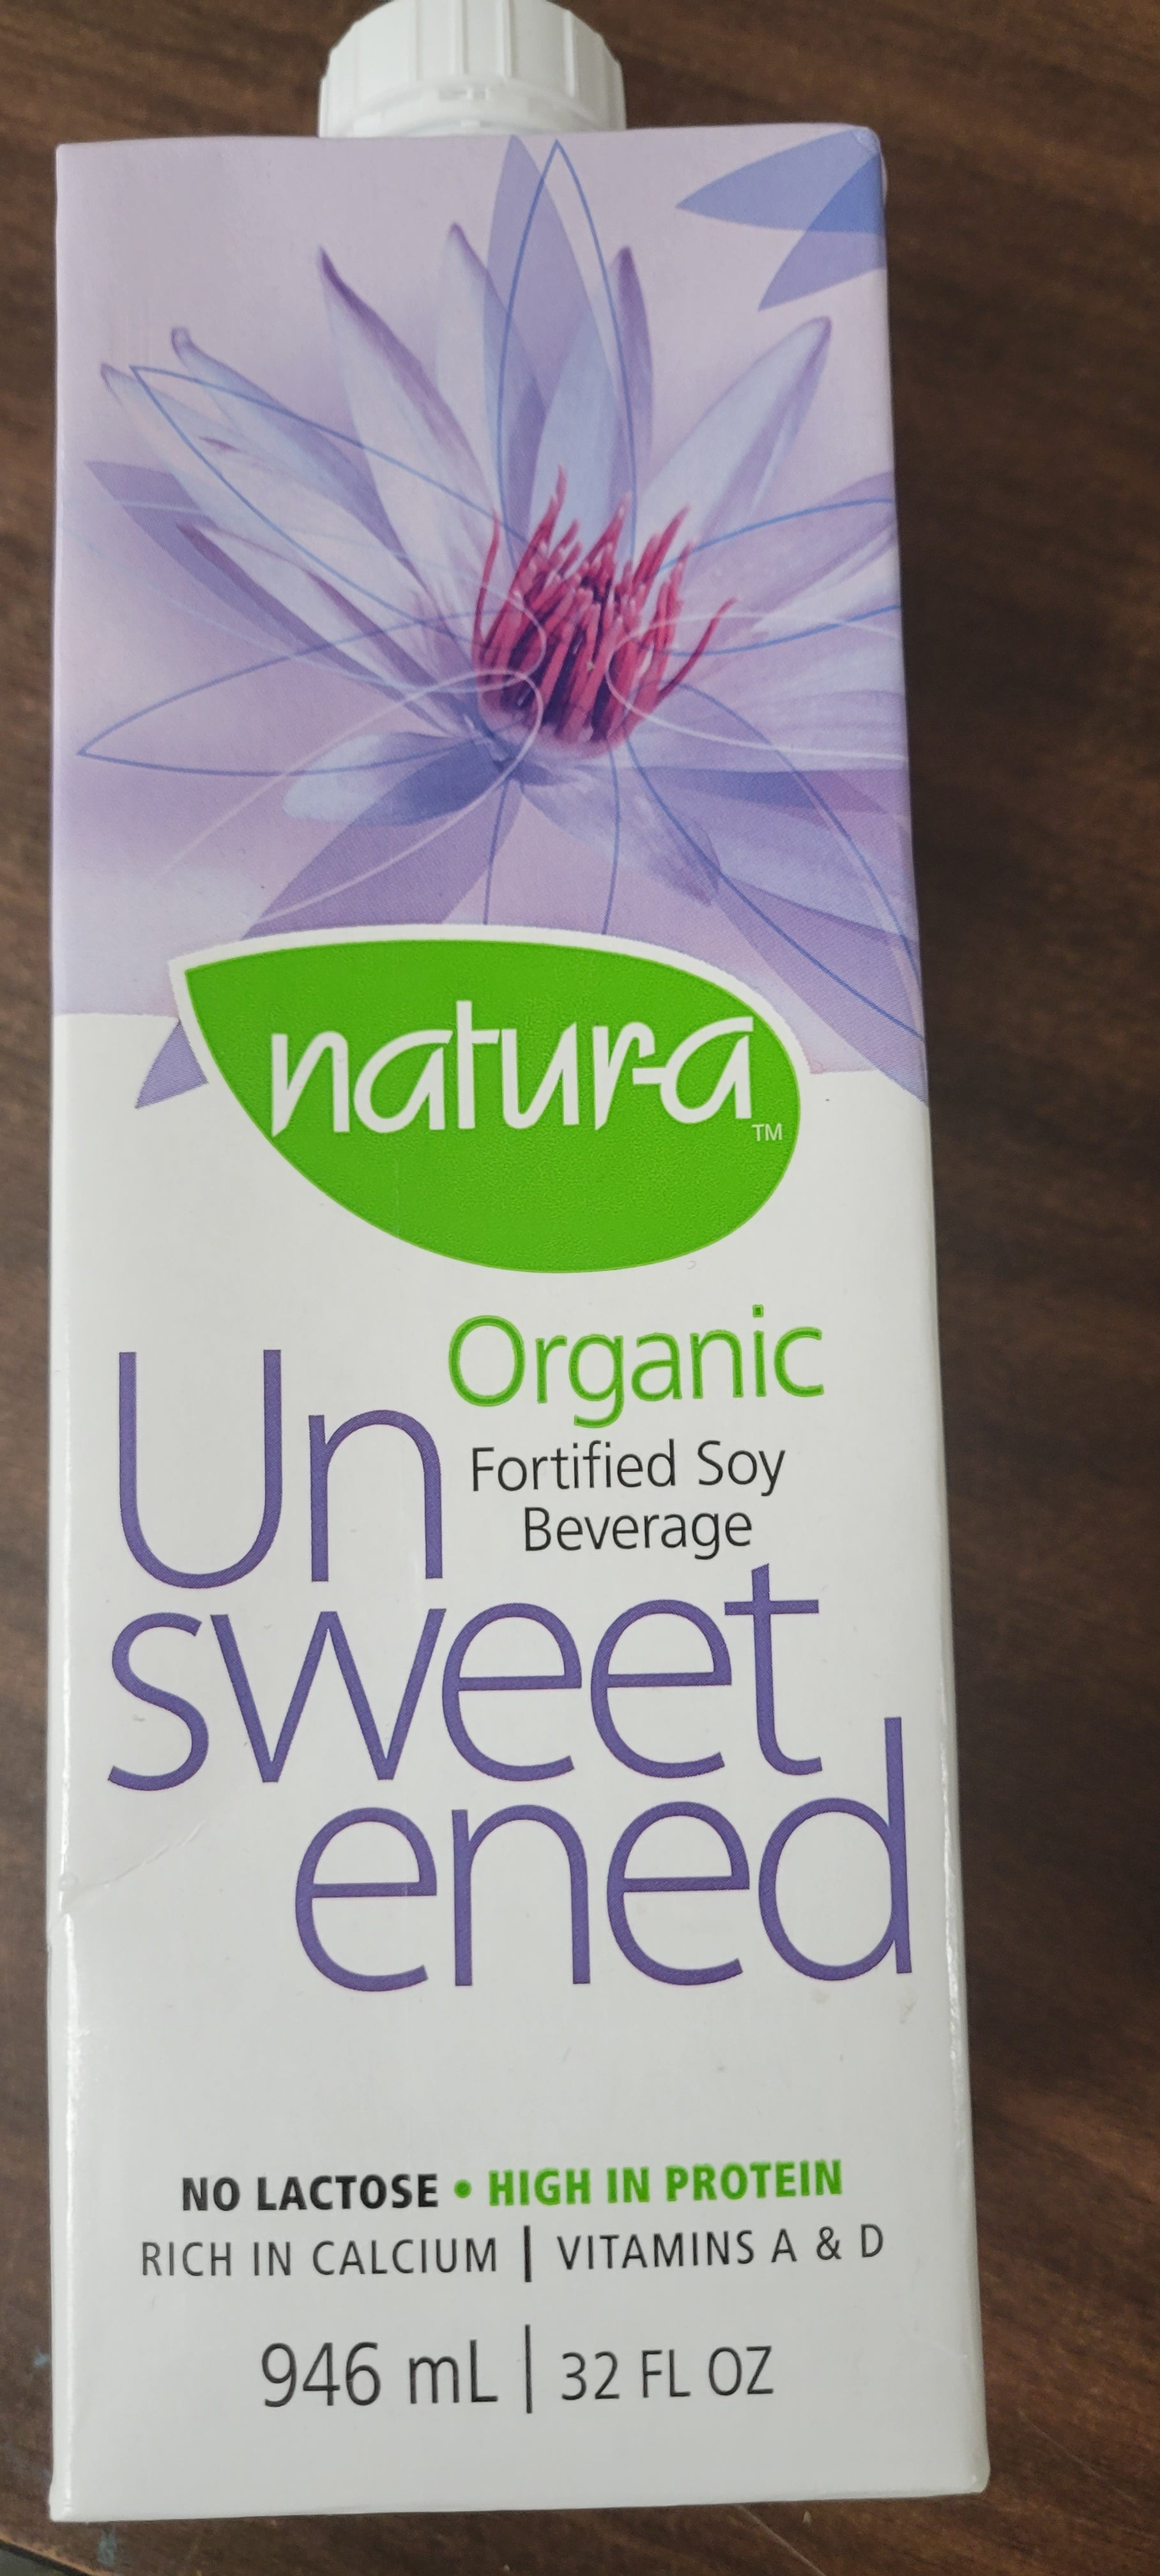 natur-a
TM
Organic
Un
Fortified Soy
Beverage
sweet
ened
NO LACTOSE • HIGH IN PROTEIN
RICH IN CALCIUM | VITAMINS A & D
946 mL | 32 FL OZ